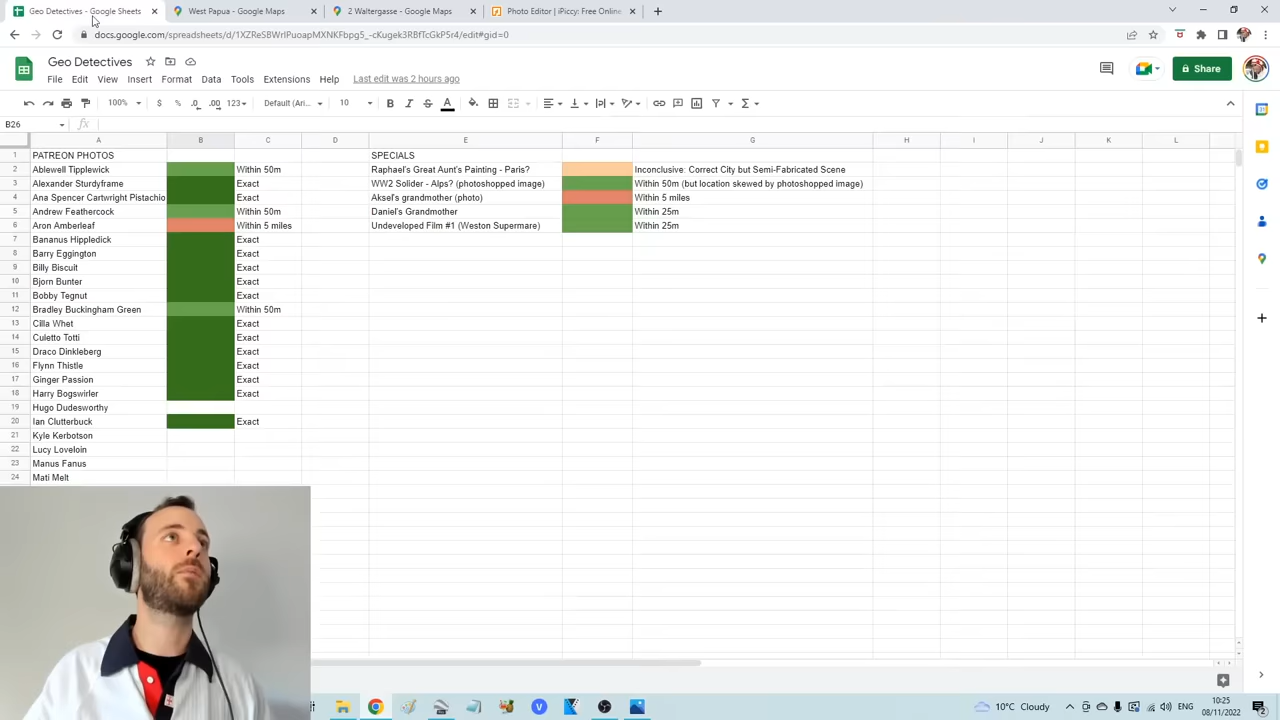 Geo Detectives - Google Sheets
West Papua - Google Maps
2 Waltergasse - Google Maps
Photo Editor | iPiccy: Free Online
Geo Detectives
File Edit View Insert Format Data Tools Extensions Help Last edit was 2 hours ago
Share
100% $ % .0 .00 123 Default (Ari... 10
B26
A B C D E F G H I J K L
1 PATREON PHOTOS SPECIALS
2 Ablewell Tipplewick Within 50m Raphael's Great Aunt's Painting - Paris? Inconclusive: Correct City but Semi-Fabricated Scene
3 Alexander Sturdyframe Exact WW2 Solider - Alps? (photoshopped image) Within 50m (but location skewed by photoshopped image)
4 Ana Spencer Cartwright Pistachio Exact Aksel's grandmother (photo) Within 5 miles
5 Andrew Feathercock Within 50m Daniel's Grandmother Within 25m
6 Aron Amberleaf Within 5 miles Undeveloped Film #1 (Weston Supermare) Within 25m
7 Bananus Hippledick Exact
8 Barry Eggington Exact
9 Billy Biscuit Exact
10 Bjorn Bunter Exact
11 Bobby Tegnut Exact
12 Bradley Buckingham Green Within 50m
13 Cilla Whet Exact
14 Culetto Totti Exact
15 Draco Dinkleberg Exact
16 Flynn Thistle Exact
17 Ginger Passion Exact
18 Harry Bogswirler Exact
19 Hugo Dudesworthy
20 Ian Clutterbuck Exact
21 Kyle Kerbotson
22 Lucy Loveloin
23 Manus Fanus
24 Mati Melt
10°C Cloudy ENG 10:25
08/11/2022